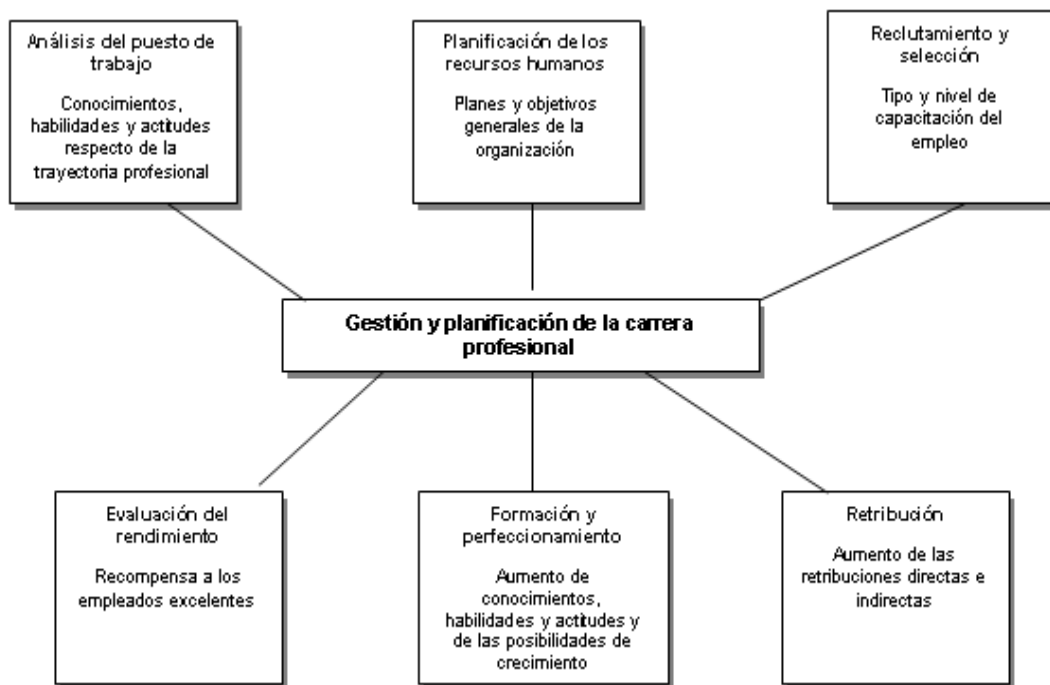 Análisis del puesto de
trabajo
Conocimientos,
habilidades y actitudes
respecto de la
trayectoria profesional
Planificación de los
recursos humanos
Planes y objetivos
generales de la
organización
Reclutamiento y
selección
Tipo y nivel de
capacitación del
empleo
Gestión y planificación de la carrera
profesional
Evaluación del
rendimiento
Recompensa a los
empleados excelentes
Formación y
perfeccionamiento
Aumento de
conocimientos,
habilidades y actitudes y
de las posibilidades de
crecimiento
Retribución
Aumento de las
retribuciones directas e
indirectas